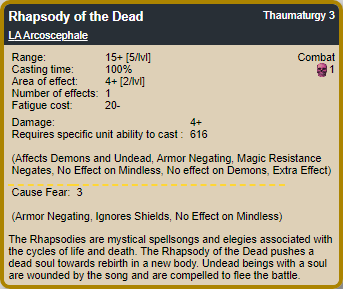 Rhapsody of the Dead Thaumaturgy 3
LA Arcoscephale
Range: 15+ [5/lvl] Combat
Casting time: 100% 1
Area of effect: 4+ [2/lvl]
Number of effects: 1
Fatigue cost: 20-
Damage: 4+
Requires specific unit ability to cast : 616
(Affects Demons and Undead, Armor Negating, Magic Resistance
Negates, No Effect on Mindless, No effect on Demons, Extra Effect)
Cause Fear: 3
(Armor Negating, Ignores Shields, No Effect on Mindless)
The Rhapsodies are mystical spellsongs and elegies associated with
the cycles of life and death. The Rhapsody of the Dead pushes a
dead soul towards rebirth in a new body. Undead beings with a soul
are wounded by the song and are compelled to flee the battle.